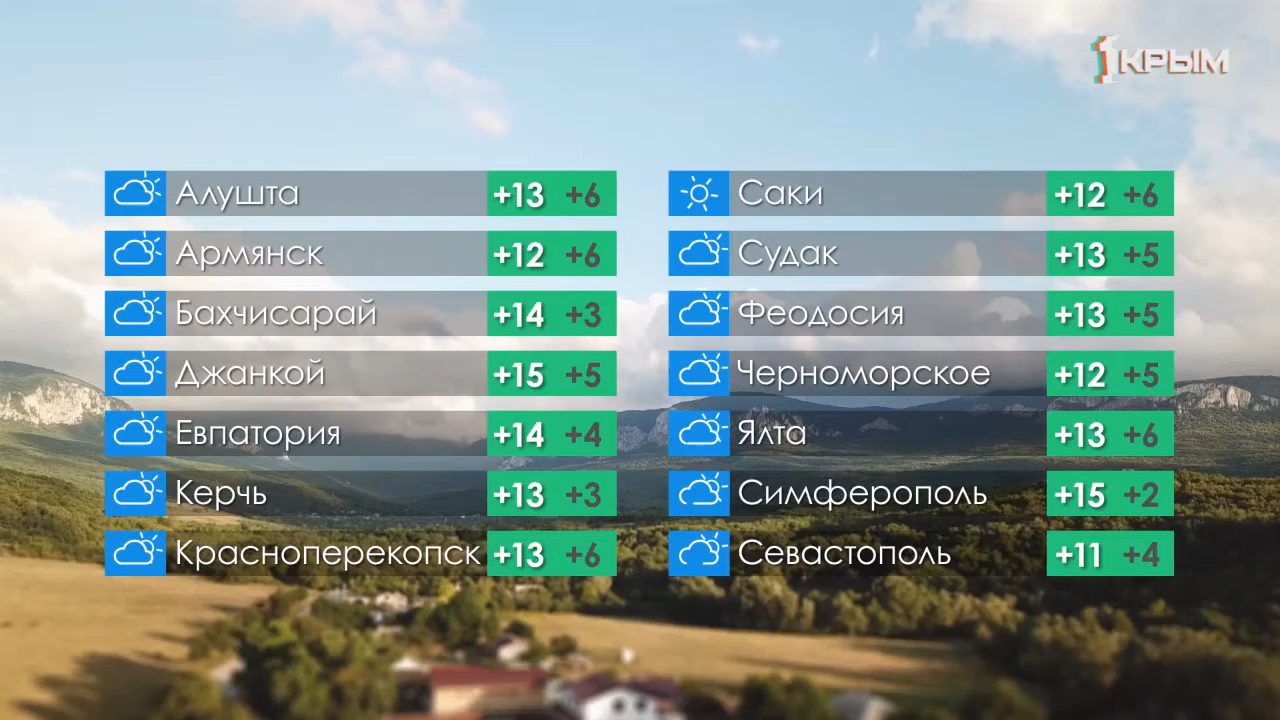 1КРЫМ
Алушта +13 +6
Армянск +12 +6
Бахчисарай +14 +3
Джанкой +15 +5
Евпатория +14 +4
Керчь +13 +3
Красноперекопск +13 +6
Саки +12 +6
Судак +13 +5
Феодосия +13 +5
Черноморское +12 +5
Ялта +13 +6
Симферополь +15 +2
Севастополь +11 +4